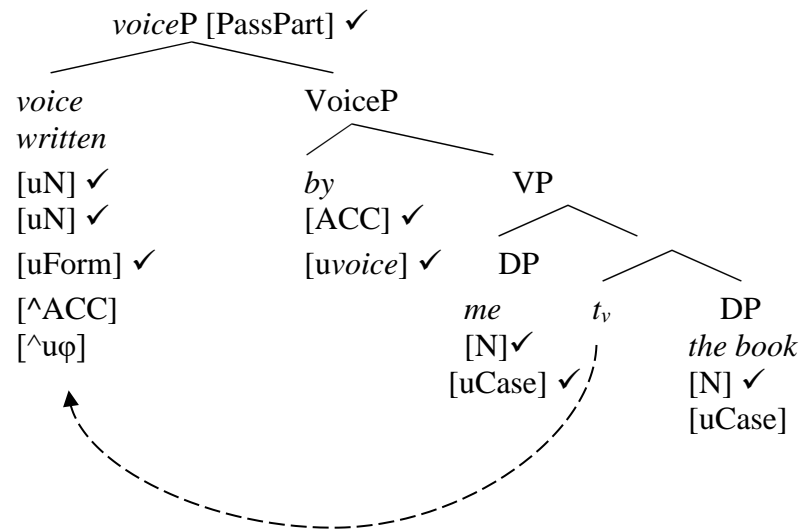 voiceP [PassPart] ✓
voice VoiceP
written
[uN] ✓ by VP
[uN] ✓ [ACC] ✓
[uForm] ✓ [uvoice] ✓ DP
[^ACC] me t_v DP
[^uφ] [N]✓ the book
[uCase] ✓ [N] ✓
[uCase]